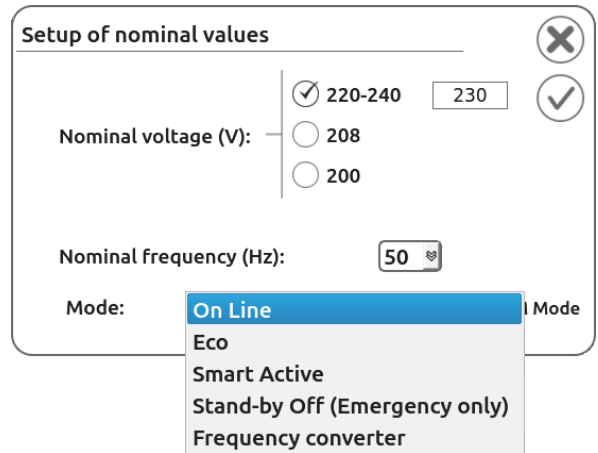 Setup of nominal values
220-240 230
Nominal voltage (V):
208
200
Nominal frequency (Hz): 50
Mode: On Line Mode
Eco
Smart Active
Stand-by Off (Emergency only)
Frequency converter